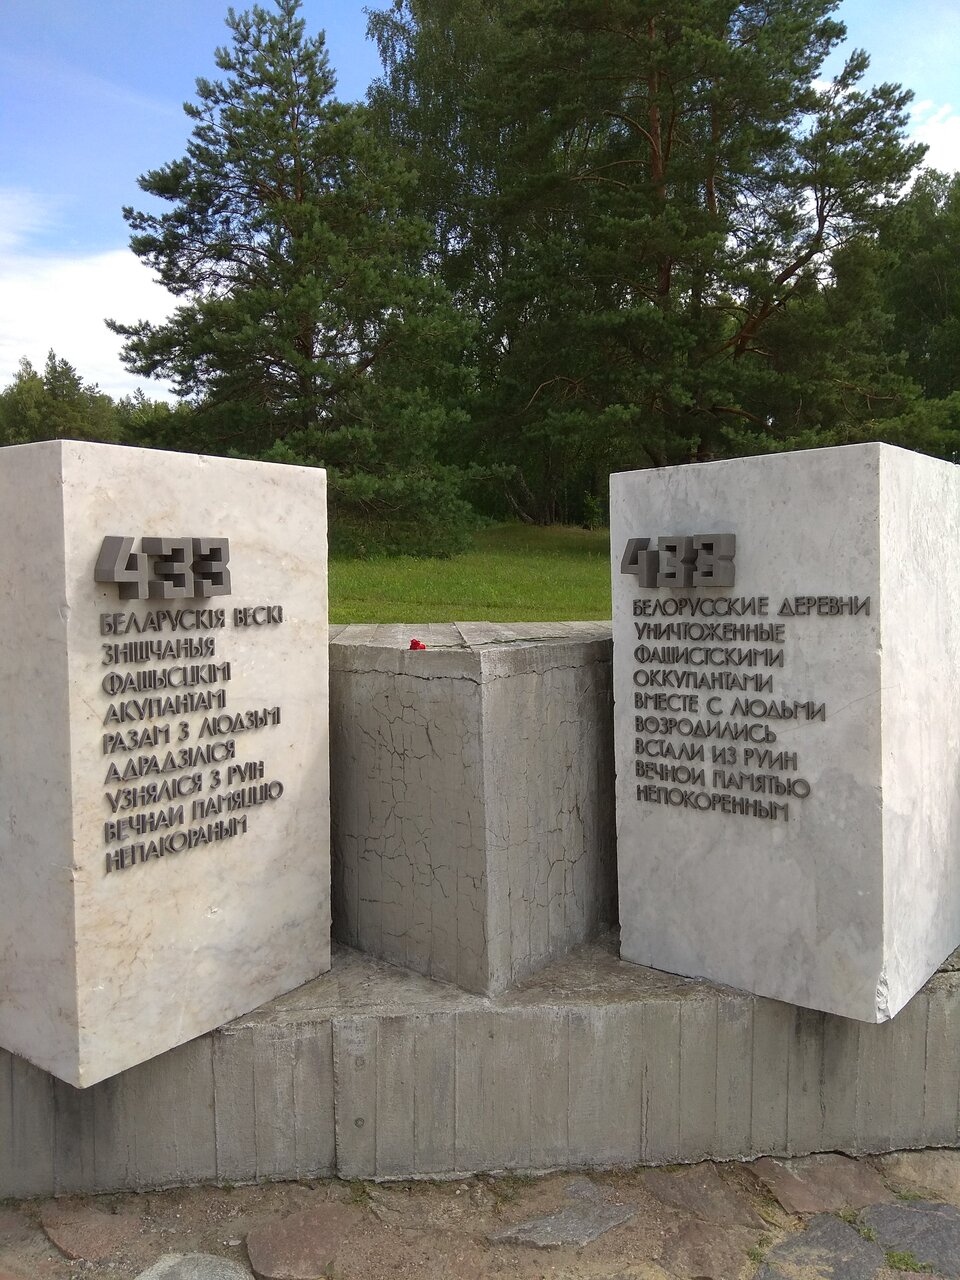 433
БЕЛАРУСКІЯ ВЕСКІ
ЗНІШЧАНЫЯ
ФАШЫСЦКІМІ
АКУПАНТАМІ
РАЗАМ З ЛЮДЗЬМІ
АДРАДЗІЛІСЯ
УЗНЯЛІСЯ З РУІН
ВЕЧНАЙ ПАМЯЦЦЮ
НЕПАКОРАНЫМ
433
БЕЛОРУССКИЕ ДЕРЕВНИ
УНИЧТОЖЕННЫЕ
ФАШИСТСКИМИ
ОККУПАНТАМИ
ВМЕСТЕ С ЛЮДЬМИ
ВОЗРОДИЛИСЬ
ВСТАЛИ ИЗ РУИН
ВЕЧНОЙ ПАМЯТЬЮ
НЕПОКОРЕННЫМ